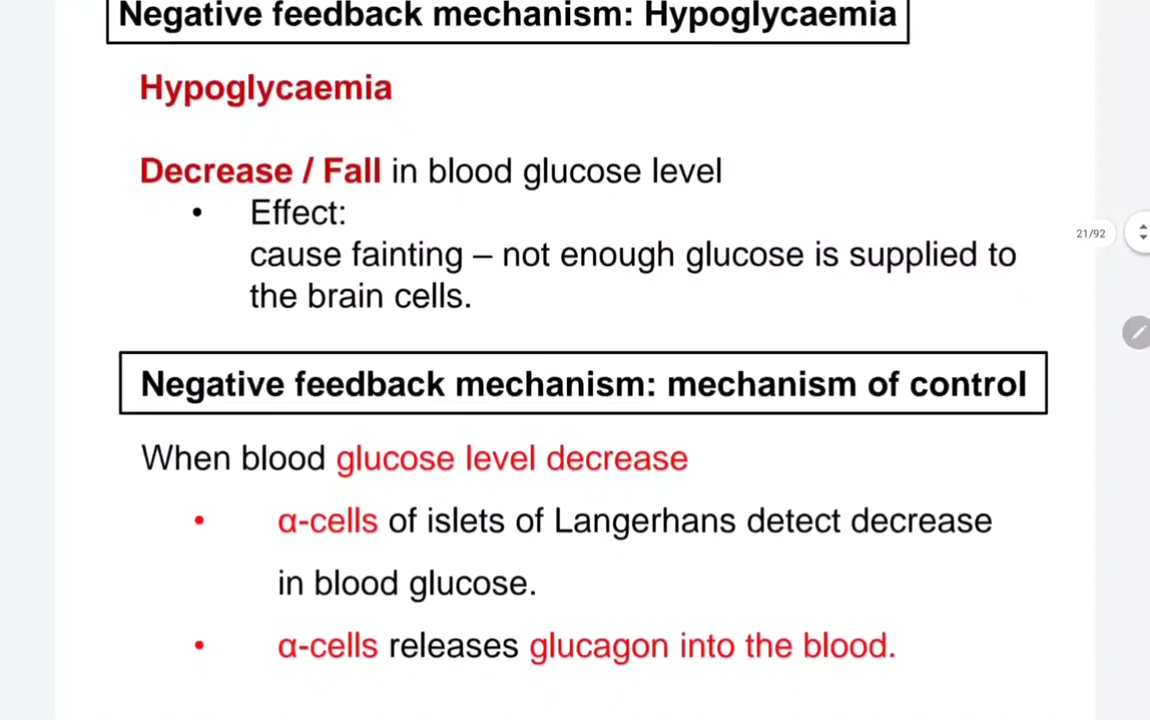 Negative feedback mechanism: Hypoglycaemia
Hypoglycaemia
Decrease / Fall in blood glucose level
• Effect:
cause fainting – not enough glucose is supplied to
the brain cells.
21/92
Negative feedback mechanism: mechanism of control
When blood glucose level decrease
• α-cells of islets of Langerhans detect decrease
in blood glucose.
• α-cells releases glucagon into the blood.